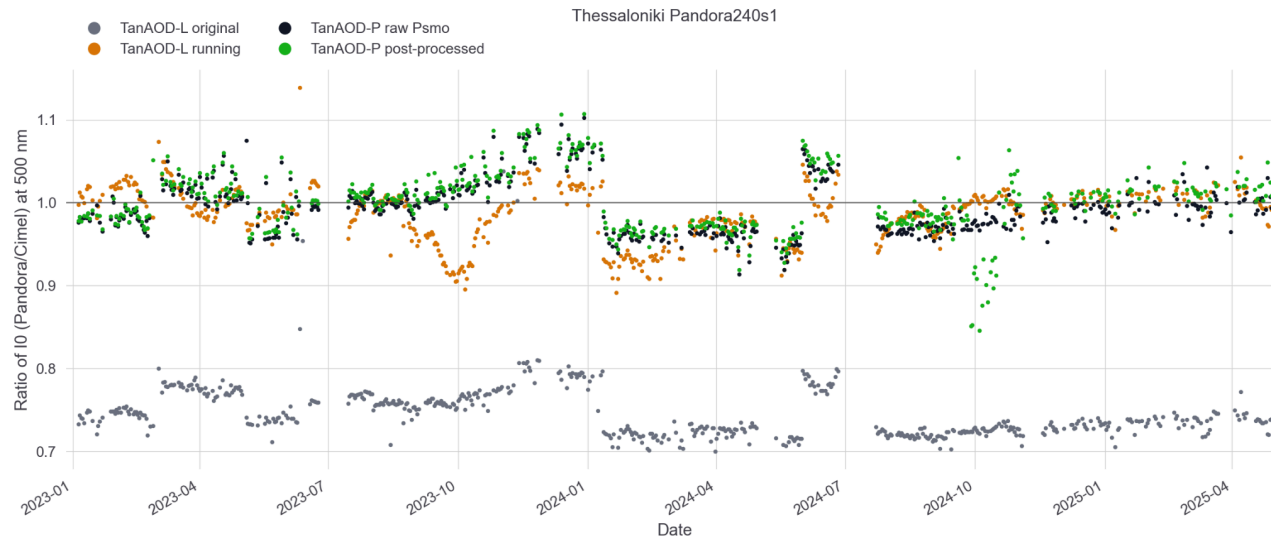 Thessaloniki Pandora240s1
TanAOD-L original
TanAOD-P raw Psmo
TanAOD-L running
TanAOD-P post-processed
Ratio of I0 (Pandora/Cimel) at 500 nm
1.1
1.0
0.9
0.8
0.7
2023-01
2023-04
2023-07
2023-10
2024-01
2024-04
2024-07
2024-10
2025-01
2025-04
Date